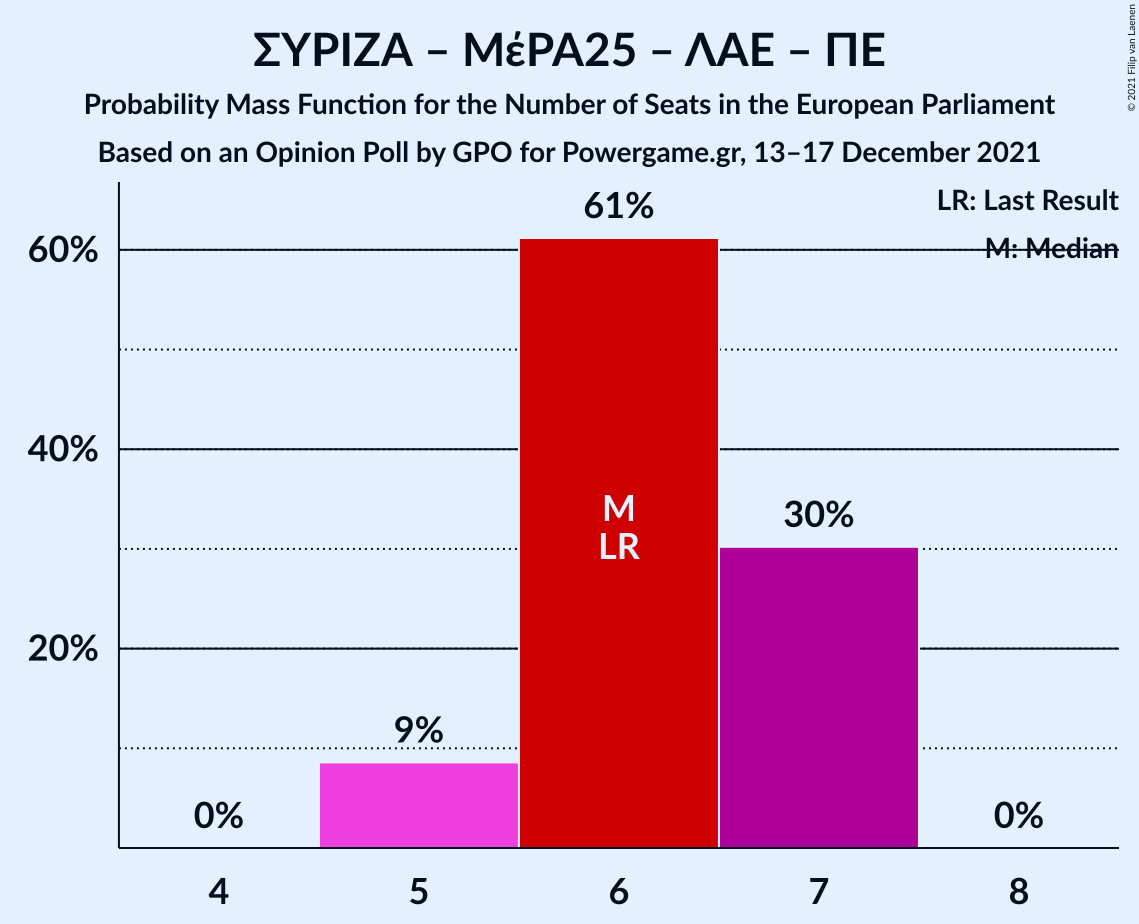 ΣΥΡΙΖΑ – ΜέΡΑ25 – ΛΑΕ – ΠΕ
Probability Mass Function for the Number of Seats in the European Parliament
Based on an Opinion Poll by GPO for Powergame.gr, 13–17 December 2021
© 2021 Filip van Laenen
LR: Last Result
M: Median
60%
40%
20%
0%
9%
61%
30%
0%
M
LR
4
5
6
7
8